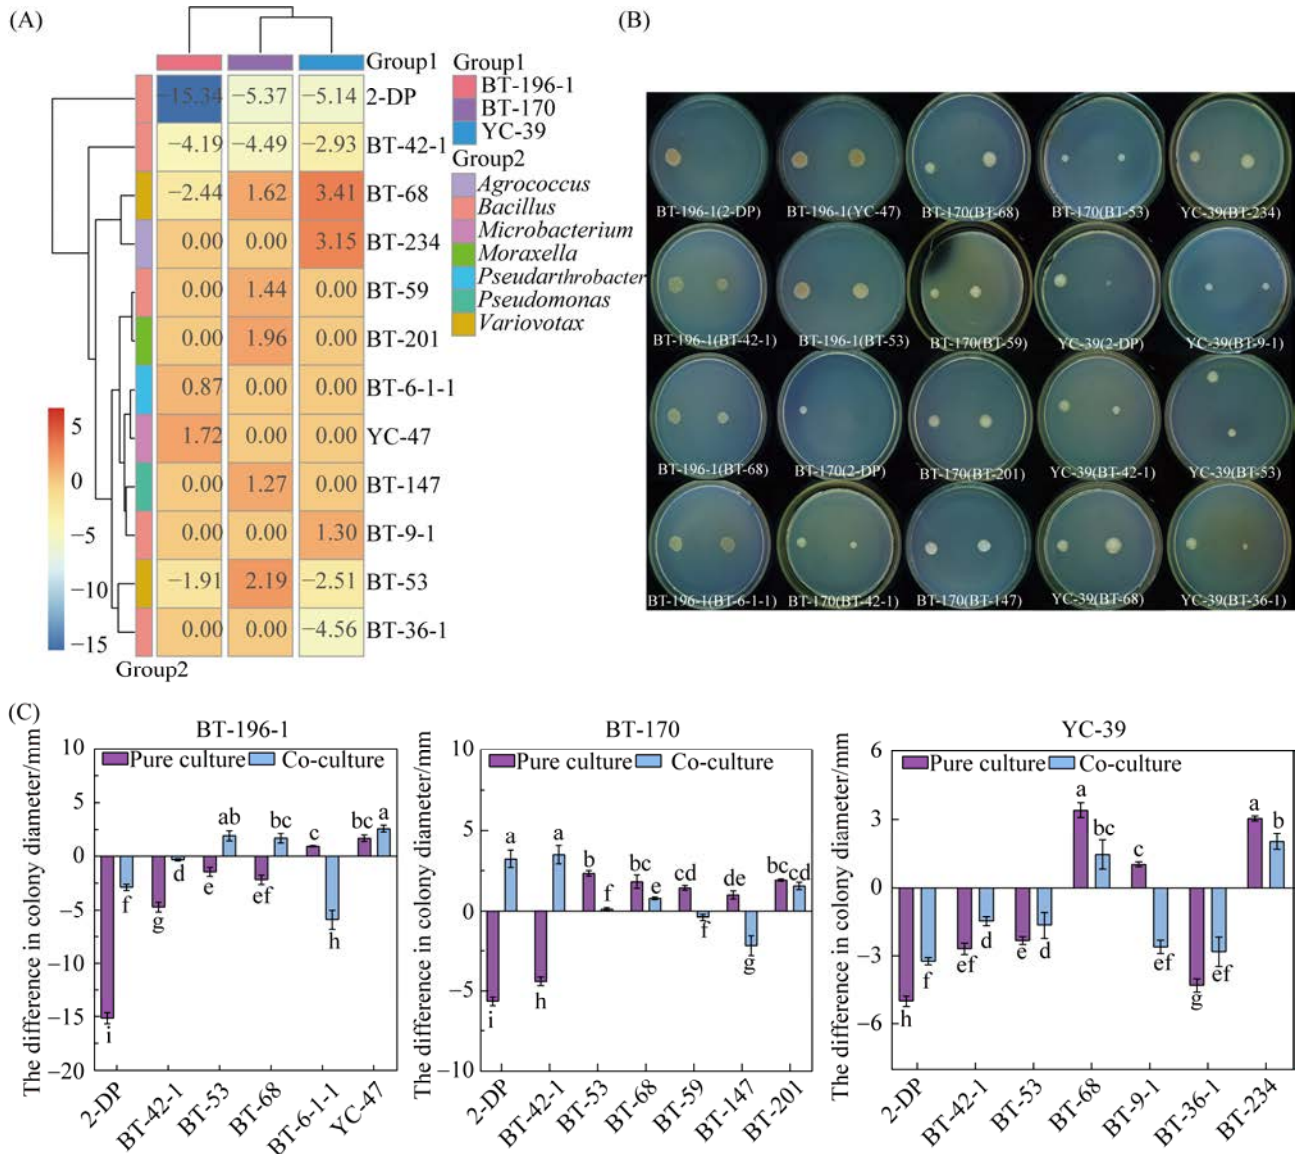 (A)
Group1
−15.34 −5.37 −5.14 2-DP
−4.19 −4.49 −2.93 BT-42-1
−2.44 1.62 3.41 BT-68
0.00 0.00 3.15 BT-234
0.00 1.44 0.00 BT-59
0.00 1.96 0.00 BT-201
0.87 0.00 0.00 BT-6-1-1
1.72 0.00 0.00 YC-47
0.00 1.27 0.00 BT-147
0.00 0.00 1.30 BT-9-1
−1.91 2.19 −2.51 BT-53
0.00 0.00 −4.56 BT-36-1
Group2
5
0
−5
−10
−15
Group1
BT-196-1
BT-170
YC-39
Group2
Agrococcus
Bacillus
Microbacterium
Moraxella
Pseudarthrobacter
Pseudomonas
Variovotax
(B)
BT-196-1(2-DP) BT-196-1(YC-47) BT-170(BT-68) BT-170(BT-53) YC-39(BT-234)
BT-196-1(BT-42-1) BT-196-1(BT-53) BT-170(BT-59) YC-39(2-DP) YC-39(BT-9-1)
BT-196-1(BT-68) BT-170(2-DP) BT-170(BT-201) YC-39(BT-42-1) YC-39(BT-53)
BT-196-1(BT-6-1-1) BT-170(BT-42-1) BT-170(BT-147) YC-39(BT-68) YC-39(BT-36-1)
(C)
BT-196-1
The difference in colony diameter/mm
10
5
0
−5
−10
−15
−20
Pure culture Co-culture
i f g d e ab ef bc c h bc a
2-DP BT-42-1 BT-53 BT-68 BT-6-1-1 YC-47
BT-170
The difference in colony diameter/mm
10
5
0
−5
−10
Pure culture Co-culture
i a h a b f bc e cd f de g bc cd
2-DP BT-42-1 BT-53 BT-68 BT-59 BT-147 BT-201
YC-39
The difference in colony diameter/mm
6
3
0
−3
−6
Pure culture Co-culture
h f ef d e d a bc c ef g ef a b
2-DP BT-42-1 BT-53 BT-68 BT-9-1 BT-36-1 BT-234